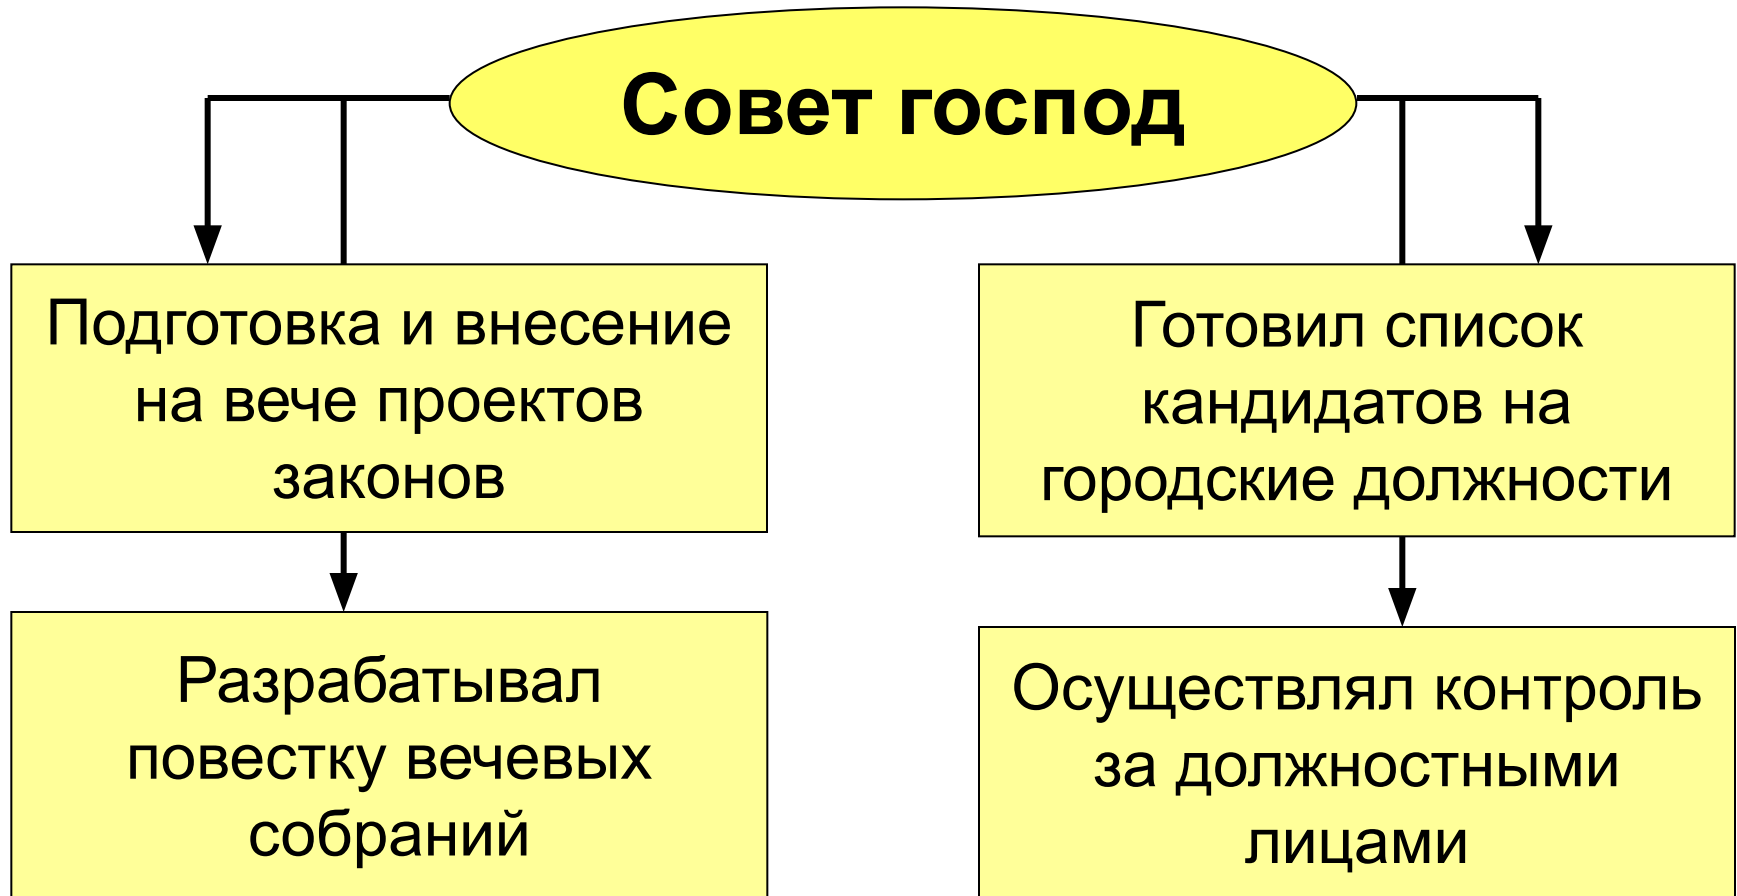 Совет господ
Подготовка и внесение
на вече проектов
законов
Готовил список
кандидатов на
городские должности
Разрабатывал
повестку вечевых
собраний
Осуществлял контроль
за должностными
лицами